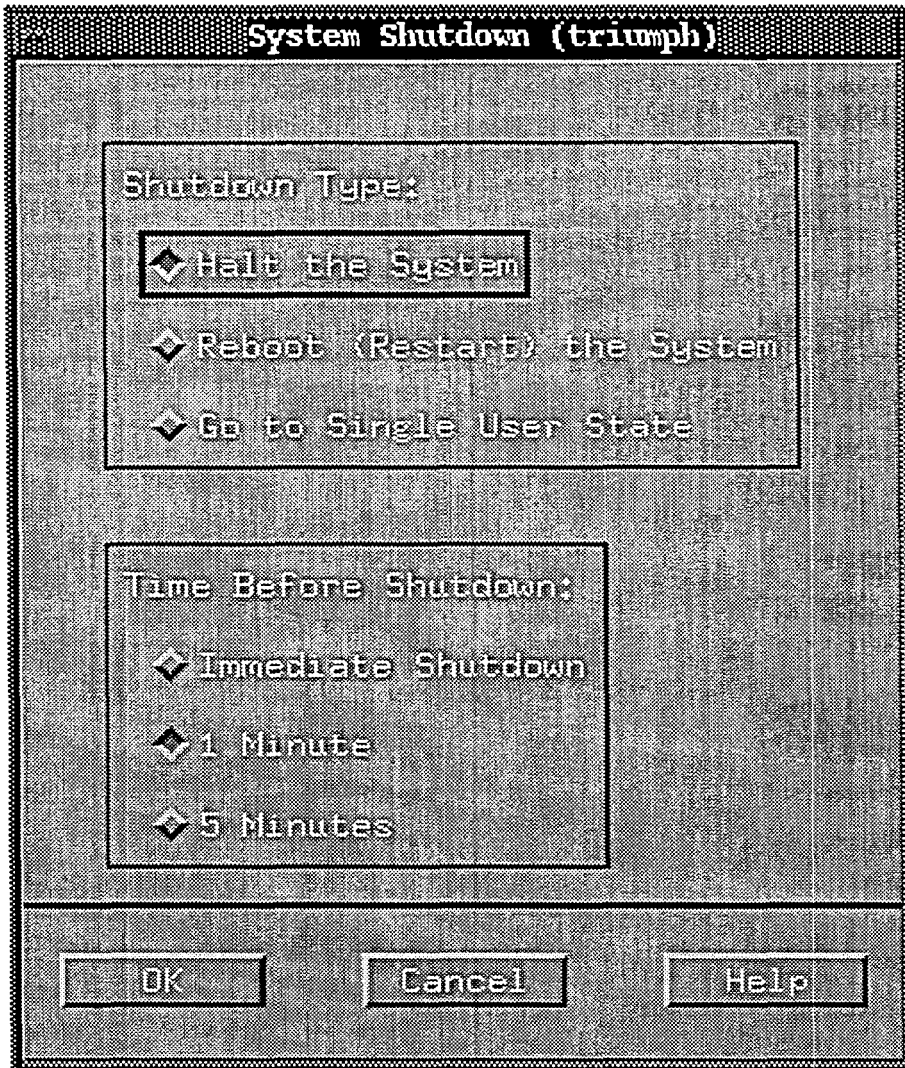 System Shutdown (triumph)
Shutdown Type:
Halt the System
Reboot (Restart) the System
Go to Single User State
Time Before Shutdown:
Immediate Shutdown
1 Minute
5 Minutes
OK
Cancel
Help